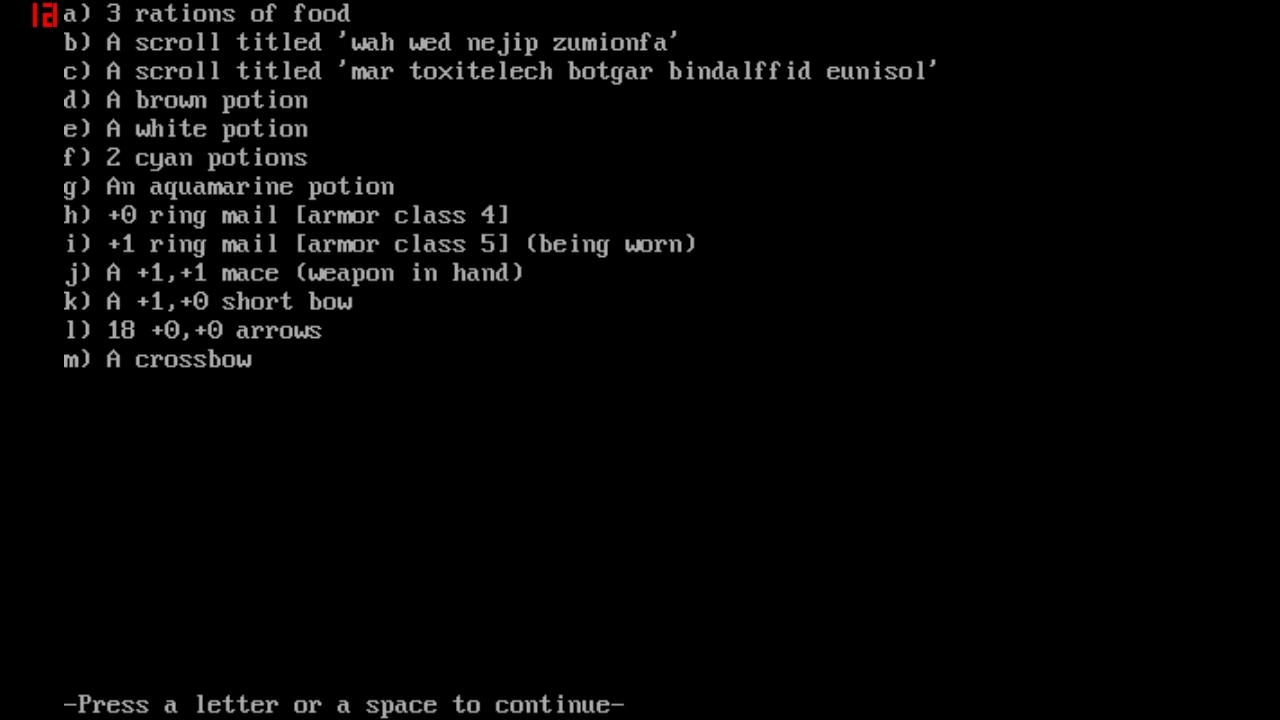 a) 3 rations of food
b) A scroll titled 'wah wed nejip zumionfa'
c) A scroll titled 'mar toxitelech botgar bindalffid eunisol'
d) A brown potion
e) A white potion
f) 2 cyan potions
g) An aquamarine potion
h) +0 ring mail [armor class 4]
i) +1 ring mail [armor class 5] (being worn)
j) A +1,+1 mace (weapon in hand)
k) A +1,+0 short bow
l) 18 +0,+0 arrows
m) A crossbow
-Press a letter or a space to continue-